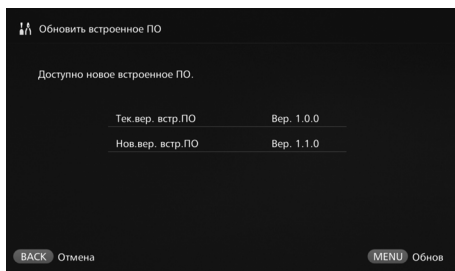 Обновить встроенное ПО
Доступно новое встроенное ПО.
Тек.вер. встр.ПО Вер. 1.0.0
Нов.вер. встр.ПО Вер. 1.1.0
BACK Отмена MENU Обнов